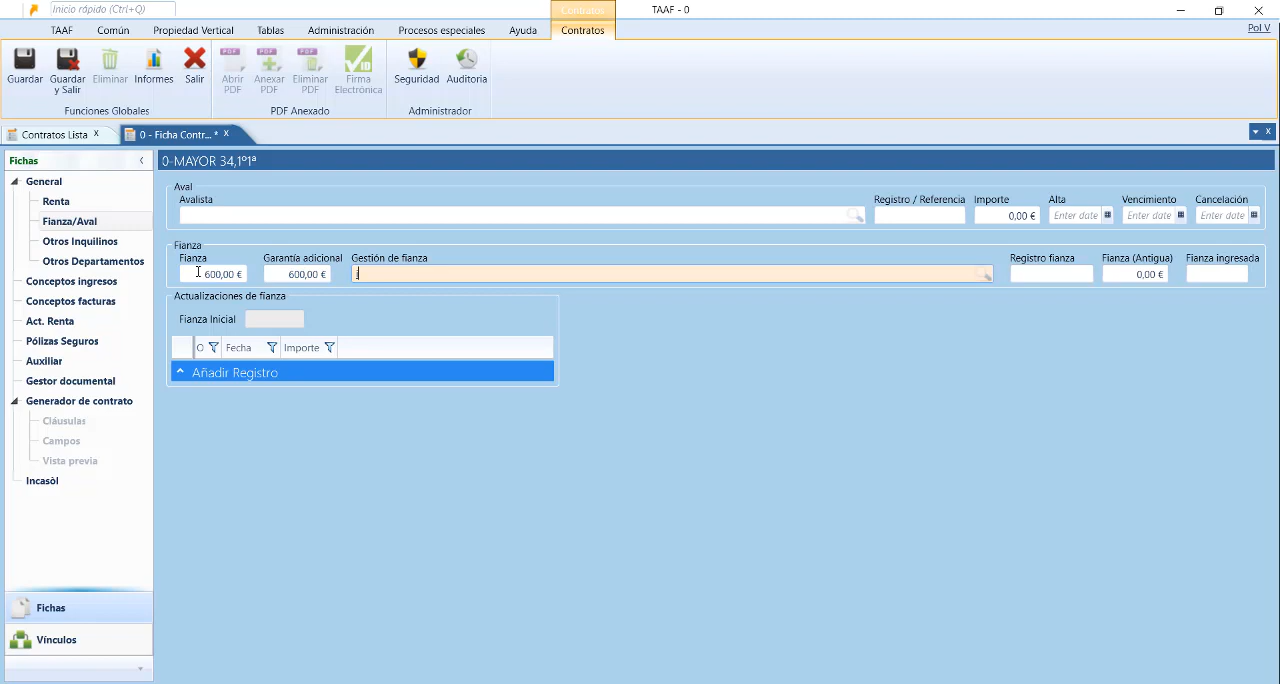 Inicio rápido (Ctrl+Q)
Contratos
TAAF - 0
TAAF
Común
Propiedad Vertical
Tablas
Administración
Procesos especiales
Ayuda
Contratos
Pol V
Guardar
Guardar y Salir
Eliminar
Informes
Salir
Abrir PDF
Anexar PDF
Eliminar PDF
Firma Electrónica
Seguridad
Auditoria
Funciones Globales
PDF Anexado
Administrador
Contratos Lista x
0 - Ficha Contr... * x
Fichas
0-MAYOR 34,1º1ª
General
Renta
Fianza/Aval
Otros Inquilinos
Otros Departamentos
Conceptos ingresos
Conceptos facturas
Act. Renta
Pólizas Seguros
Auxiliar
Gestor documental
Generador de contrato
Cláusulas
Campos
Vista previa
Incasòl
Fichas
Vínculos
Aval
Avalista
Registro / Referencia
Importe
Alta
Vencimiento
Cancelación
0,00 €
Enter date
Enter date
Enter date
Fianza
Fianza
Garantía adicional
Gestión de fianza
Registro fianza
Fianza (Antigua)
Fianza ingresada
600,00 €
600,00 €
0,00 €
Actualizaciones de fianza
Fianza Inicial
O
Fecha
Importe
Añadir Registro